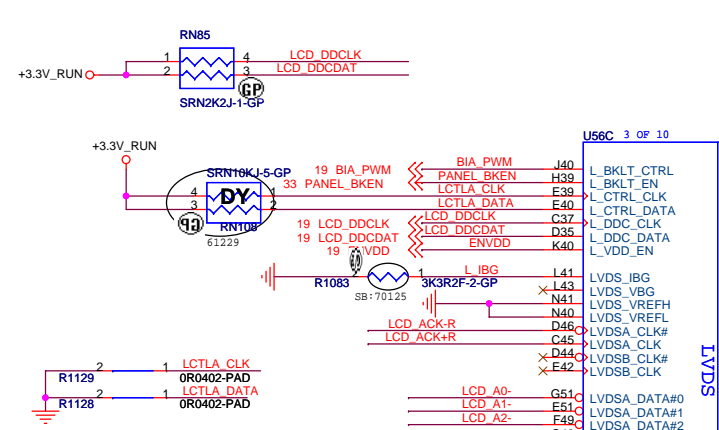 RN85
1 4 LCD_DDCLK
+3.3V_RUN 2 3 LCD_DDCDAT
GP
SRN2K2J-1-GP
U56C 3 OF 10
+3.3V_RUN
SRN10KJ-5-GP
DY
4 1
3 2
RN108
61229
19 BIA_PWM BIA_PWM J40 L_BKLT_CTRL
33 PANEL_BKEN PANEL_BKEN H39 L_BKLT_EN
LCTLA_CLK E39 L_CTRL_CLK
LCTLA_DATA E40 L_CTRL_DATA
19 LCD_DDCLK LCD_DDCLK C37 L_DDC_CLK
19 LCD_DDCDAT LCD_DDCDAT D35 L_DDC_DATA
19 VDD ENVDD K40 L_VDD_EN
2 1 L_IBG L41 LVDS_IBG
R1083 3K3R2F-2-GP
SB:70125
L43 LVDS_VBG
N41 LVDS_VREFH
N40 LVDS_VREFL
LCD_ACK-R D46 LVDSA_CLK#
LCD_ACK+R C45 LVDSA_CLK
D44 LVDSB_CLK#
E42 LVDSB_CLK
LVDS
2 1 LCTLA_CLK
R1129 0R0402-PAD
2 1 LCTLA_DATA
R1128 0R0402-PAD
LCD_A0- G51 LVDSA_DATA#0
LCD_A1- E51 LVDSA_DATA#1
LCD_A2- F49 LVDSA_DATA#2